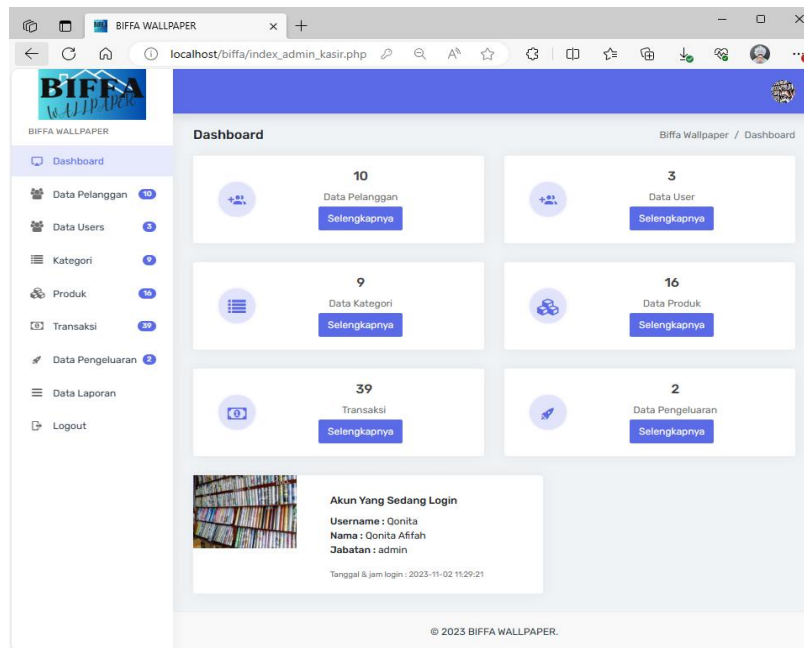 BIFFA WALLPAPER
localhost/biffa/index_admin_kasir.php
BIFFA
WALLPAPER
BIFFA WALLPAPER
Dashboard
Data Pelanggan 10
Data Users 3
Kategori 9
Produk 16
Transaksi 39
Data Pengeluaran 2
Data Laporan
Logout
Dashboard
Biffa Wallpaper / Dashboard
10
Data Pelanggan
Selengkapnya
3
Data User
Selengkapnya
9
Data Kategori
Selengkapnya
16
Data Produk
Selengkapnya
39
Transaksi
Selengkapnya
2
Data Pengeluaran
Selengkapnya
Akun Yang Sedang Login
Username : Qonita
Nama : Qonita Afifah
Jabatan : admin
Tanggal & jam login : 2023-11-02 11:29:21
© 2023 BIFFA WALLPAPER.